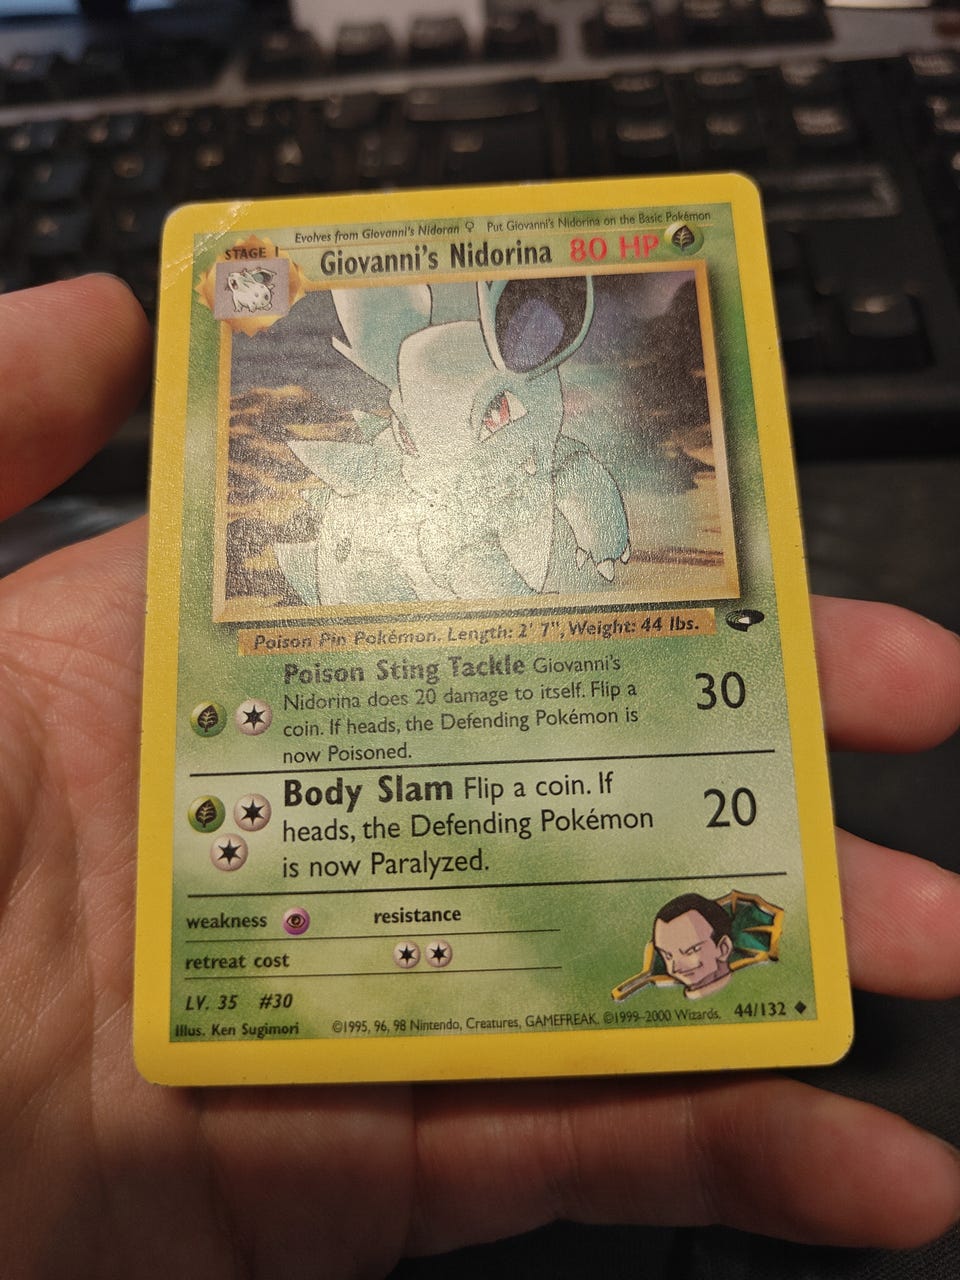 Evolves from Giovanni's Nidoran ♀ Put Giovanni's Nidorina on the Basic Pokémon
STAGE 1
Giovanni's Nidorina 80 HP
Poison Pin Pokémon. Length: 2' 7", Weight: 44 lbs.
Poison Sting Tackle Giovanni's
Nidorina does 20 damage to itself. Flip a
coin. If heads, the Defending Pokémon is
now Poisoned.
30
Body Slam Flip a coin. If
heads, the Defending Pokémon
is now Paralyzed.
20
weakness
resistance
retreat cost
LV. 35 #30
Illus. Ken Sugimori
©1995, 96, 98 Nintendo, Creatures, GAMEFREAK. ©1999-2000 Wizards.
44/132